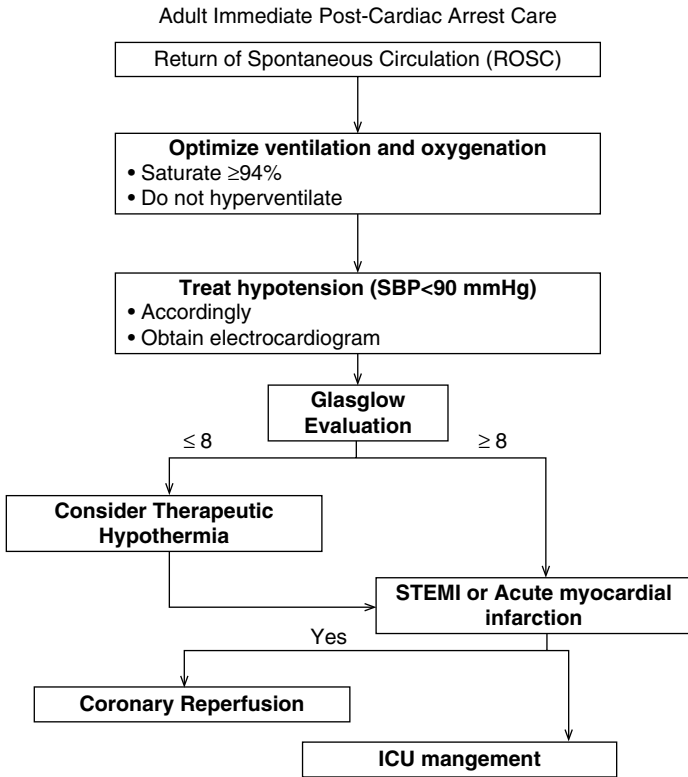 Adult Immediate Post-Cardiac Arrest Care
Return of Spontaneous Circulation (ROSC)
Optimize ventilation and oxygenation
• Saturate ≥94%
• Do not hyperventilate
Treat hypotension (SBP<90 mmHg)
• Accordingly
• Obtain electrocardiogram
Glasglow
Evaluation
≤ 8
≥ 8
Consider Therapeutic
Hypothermia
STEMI or Acute myocardial
infarction
Yes
Coronary Reperfusion
ICU mangement